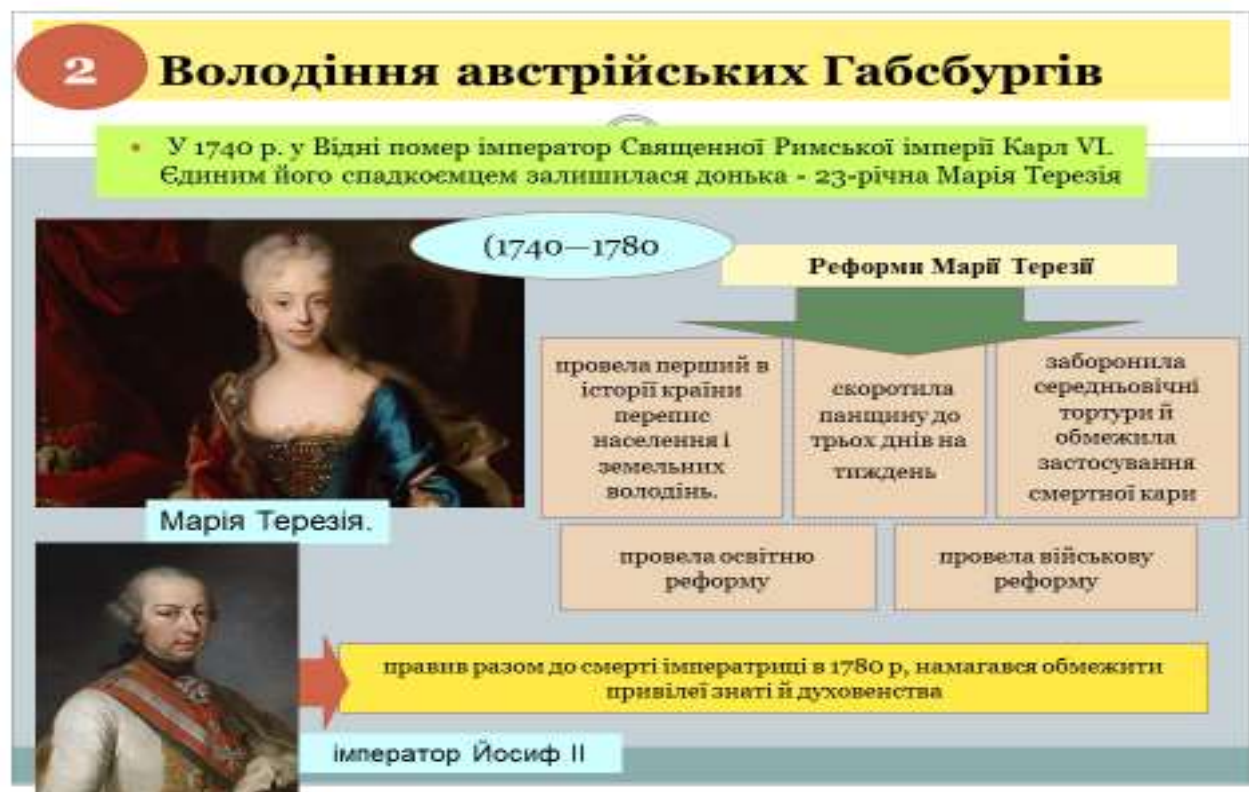 2
Володіння австрійських Габсбургів
• У 1740 р. у Відні помер імператор Священної Римської імперії Карл VI.
Єдиним його спадкоємцем залишилася донька - 23-річна Марія Терезія
(1740—1780
Реформи Марії Терезії
провела перший в
історії країни
перепис
населення і
земельних
володінь.
скоротила
панщину до
трьох днів на
тиждень
заборонила
середньовічні
тортури й
обмежила
застосування
смертної кари
Марія Терезія.
провела освітню
реформу
провела військову
реформу
правив разом до смерті імператриці в 1780 р, намагався обмежити
привілеї знаті й духовенства
імператор Йосиф II